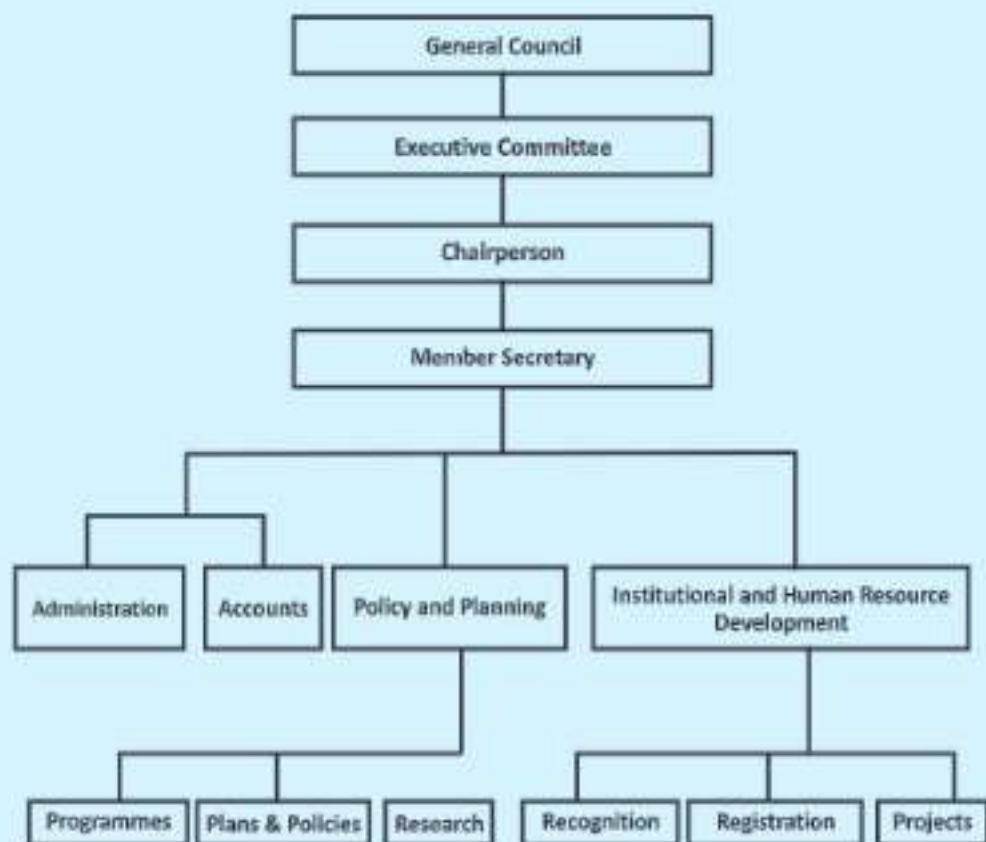 General Council
Executive Committee
Chairperson
Member Secretary
Administration
Accounts
Policy and Planning
Institutional and Human Resource
Development
Programmes
Plans & Policies
Research
Recognition
Registration
Projects